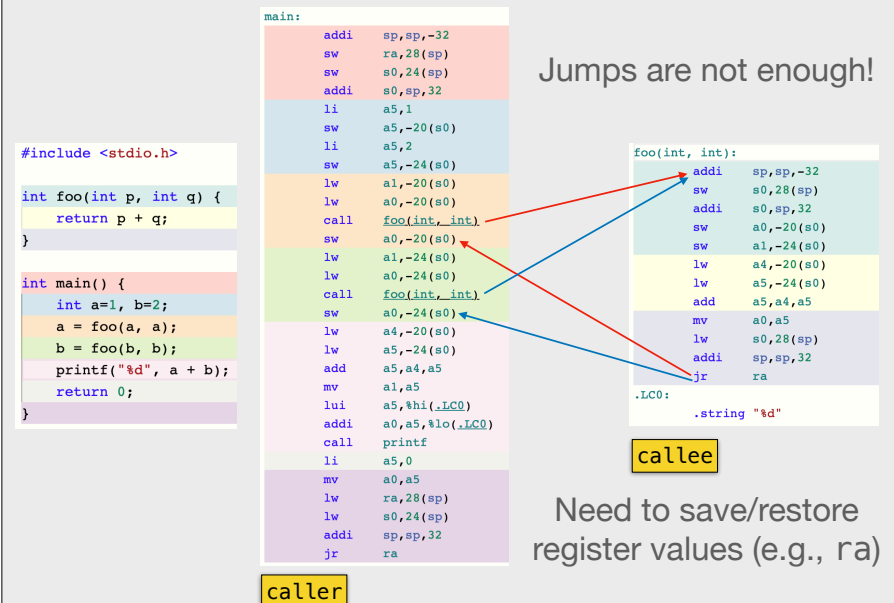 #include <stdio.h>
int foo(int p, int q) {
    return p + q;
}
int main() {
    int a=1, b=2;
    a = foo(a, a);
    b = foo(b, b);
    printf("%d", a + b);
    return 0;
}
main:
        addi    sp,sp,-32
        sw      ra,28(sp)
        sw      s0,24(sp)
        addi    s0,sp,32
        li      a5,1
        sw      a5,-20(s0)
        li      a5,2
        sw      a5,-24(s0)
        lw      a1,-20(s0)
        lw      a0,-20(s0)
        call    foo(int, int)
        sw      a0,-20(s0)
        lw      a1,-24(s0)
        lw      a0,-24(s0)
        call    foo(int, int)
        sw      a0,-24(s0)
        lw      a4,-20(s0)
        lw      a5,-24(s0)
        add     a5,a4,a5
        mv      a1,a5
        lui     a5,%hi(.LC0)
        addi    a0,a5,%lo(.LC0)
        call    printf
        li      a5,0
        mv      a0,a5
        lw      ra,28(sp)
        lw      s0,24(sp)
        addi    sp,sp,32
        jr      ra
caller
Jumps are not enough!
foo(int, int):
        addi    sp,sp,-32
        sw      s0,28(sp)
        addi    s0,sp,32
        sw      a0,-20(s0)
        sw      a1,-24(s0)
        lw      a4,-20(s0)
        lw      a5,-24(s0)
        add     a5,a4,a5
        mv      a0,a5
        lw      s0,28(sp)
        addi    sp,sp,32
        jr      ra
.LC0:
        .string "%d"
callee
Need to save/restore
register values (e.g., ra)